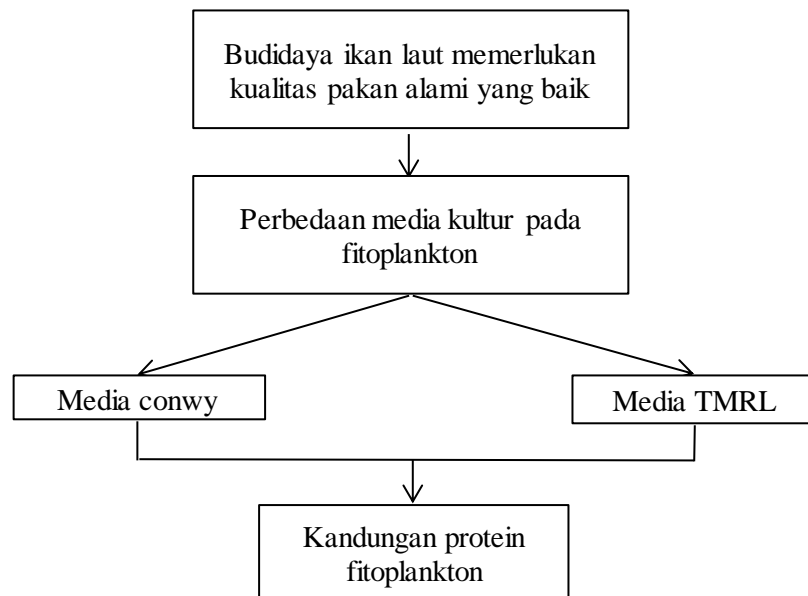 Budidaya ikan laut memerlukan
kualitas pakan alami yang baik
Perbedaan media kultur pada
fitoplankton
Media conwy
Media TMRL
Kandungan protein
fitoplankton